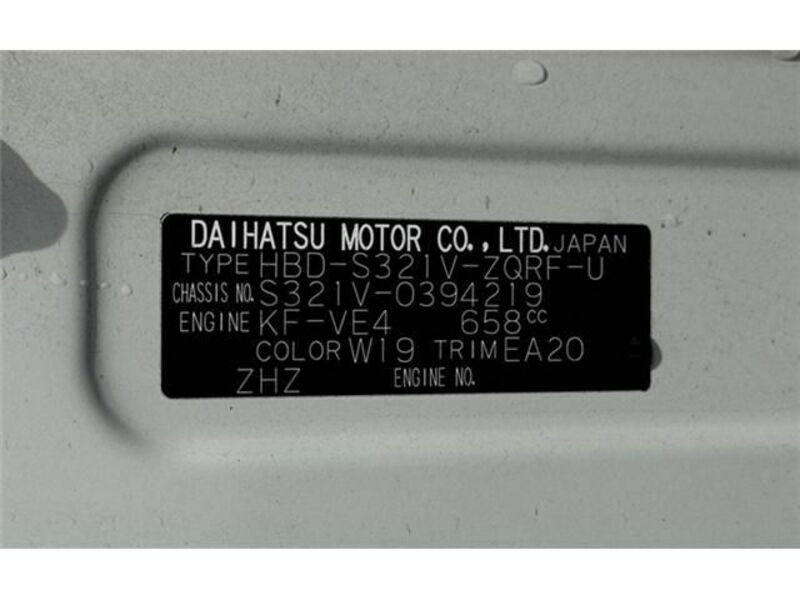 DAIHATSU MOTOR CO.,LTD. JAPAN
TYPE HBD-S321V-ZQRF-U
CHASSIS NO. S321V-0394219
ENGINE KF-VE4 658cc
COLOR W19 TRIM EA20
ZHZ ENGINE NO.